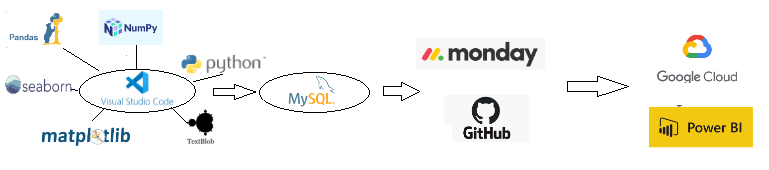 Pandas
NumPy
python
seaborn
Visual Studio Code
MySQL
matplotlib
TextBlob
monday
GitHub
Google Cloud
Power BI